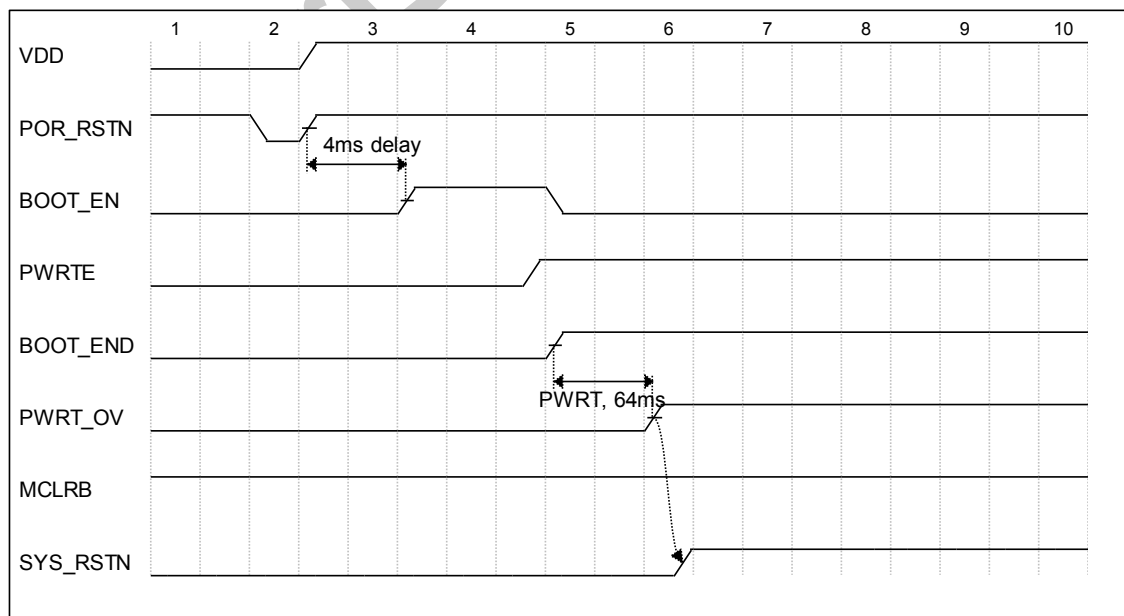 1 2 3 4 5 6 7 8 9 10
VDD
POR_RSTN
4ms delay
BOOT_EN
PWRTE
BOOT_END
PWRT, 64ms
PWRT_OV
MCLRB
SYS_RSTN